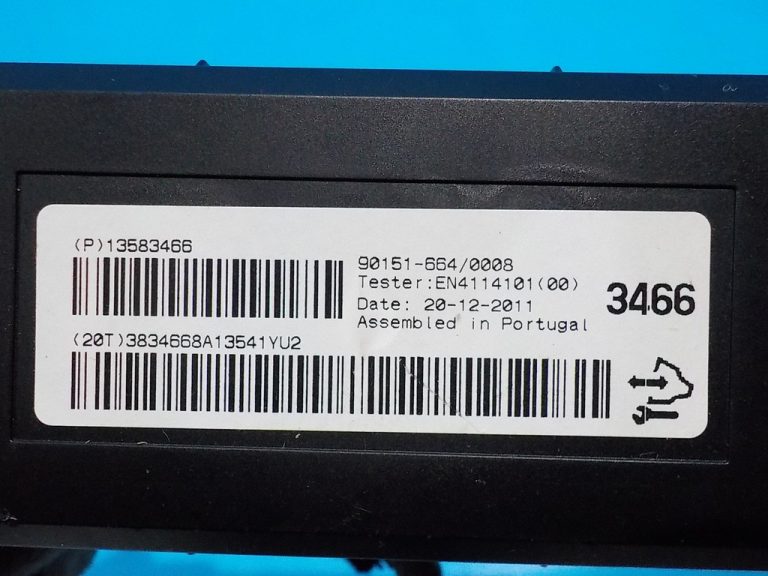 (P)13583466
90151-664/0008
Tester:EN4114101(00)
Date: 20-12-2011
Assembled in Portugal
3466
(20T)3834668A13541YU2